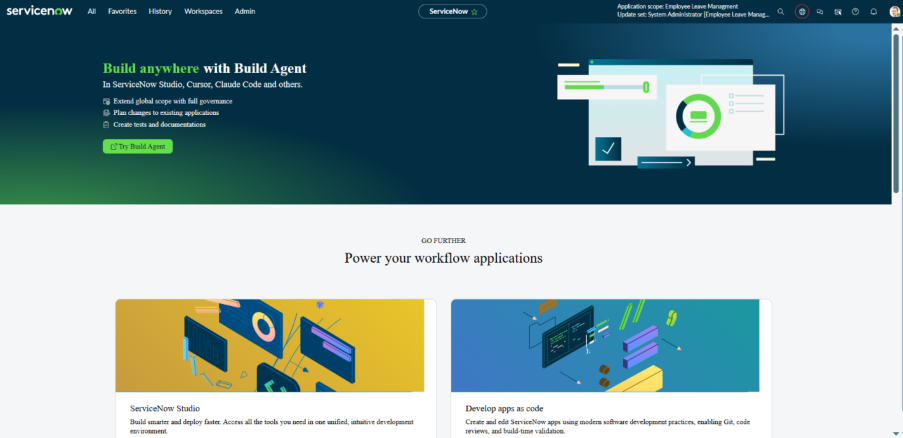 servicenow All Favorites History Workspaces Admin
ServiceNow
Application scope: Employee Leave Managment
Update set: System Administrator [Employee Leave Manag...
Build anywhere with Build Agent
In ServiceNow Studio, Cursor, Claude Code and others.
Extend global scope with full governance
Plan changes to existing applications
Create tests and documentations
Try Build Agent
GO FURTHER
Power your workflow applications
ServiceNow Studio
Build smarter and deploy faster. Access all the tools you need in one unified, intuitive development
environment.
Develop apps as code
Create and edit ServiceNow apps using modern software development practices, enabling Git, code
reviews, and build-time validation.